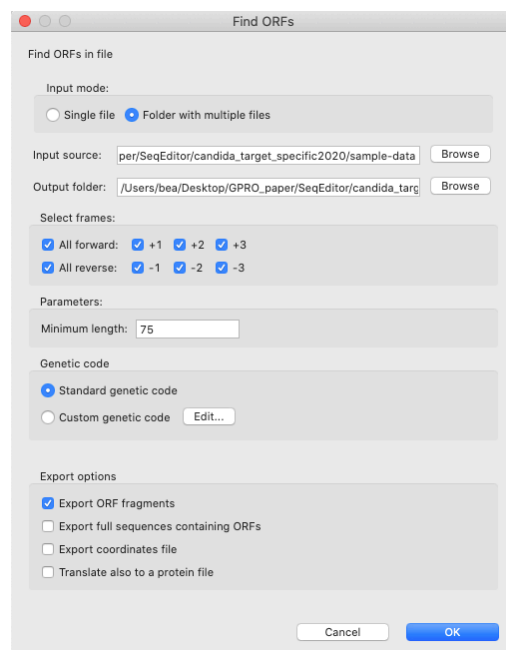 Find ORFs
Find ORFs in file
Input mode:
Single file Folder with multiple files
Input source: per/SeqEditor/candida_target_specific2020/sample-data Browse
Output folder: /Users/bea/Desktop/GPRO_paper/SeqEditor/candida_targ Browse
Select frames:
All forward: +1 +2 +3
All reverse: -1 -2 -3
Parameters:
Minimum length: 75
Genetic code
Standard genetic code
Custom genetic code Edit...
Export options
Export ORF fragments
Export full sequences containing ORFs
Export coordinates file
Translate also to a protein file
Cancel OK